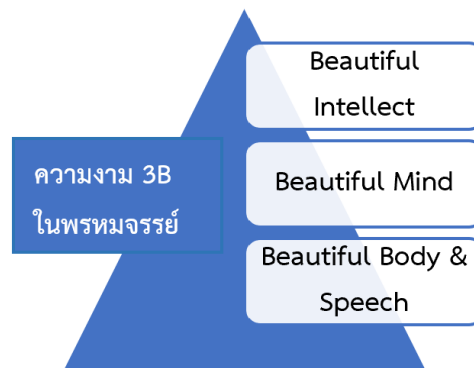 Beautiful
Intellect
ความงาม 3B
ในพรหมจรรย์
Beautiful Mind
Beautiful Body &
Speech